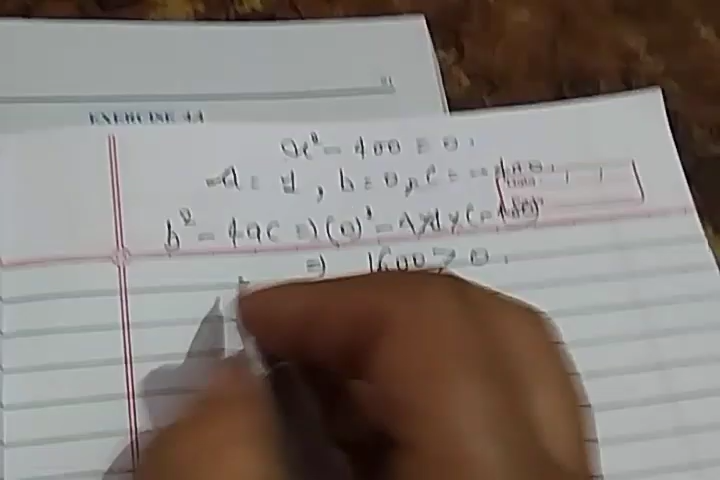 EXERCISE 4.4
x² - 400 = 0.
a = 1, b = 0, c = -400.
b² - 4ac ⇒ (0)² - 4×1×(-400)
⇒ 1600 > 0.